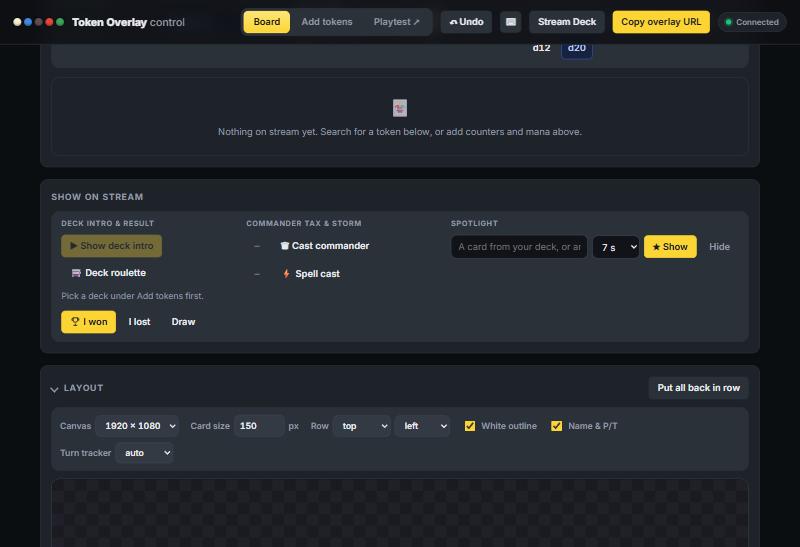 Token Overlay control
Board
Add tokens
Playtest ↗
↶ Undo
Stream Deck
Copy overlay URL
Connected
d12
d20
Nothing on stream yet. Search for a token below, or add counters and mana above.
SHOW ON STREAM
DECK INTRO & RESULT
COMMANDER TAX & STORM
SPOTLIGHT
▶ Show deck intro
– Cast commander
A card from your deck, or ar
7 s
★ Show
Hide
Deck roulette
– Spell cast
Pick a deck under Add tokens first.
I won
I lost
Draw
LAYOUT
Put all back in row
Canvas 1920 × 1080 Card size 150 px Row top left White outline Name & P/T
Turn tracker auto